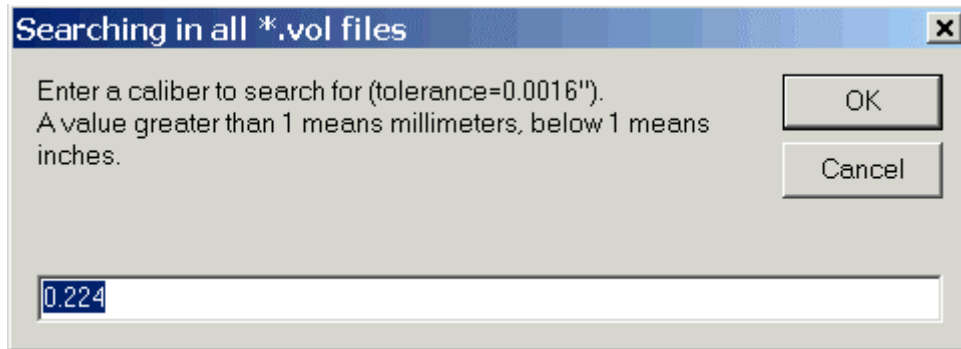 Searching in all *.vol files
Enter a caliber to search for (tolerance=0.0016").
A value greater than 1 means millimeters, below 1 means
inches.
OK
Cancel
0.224